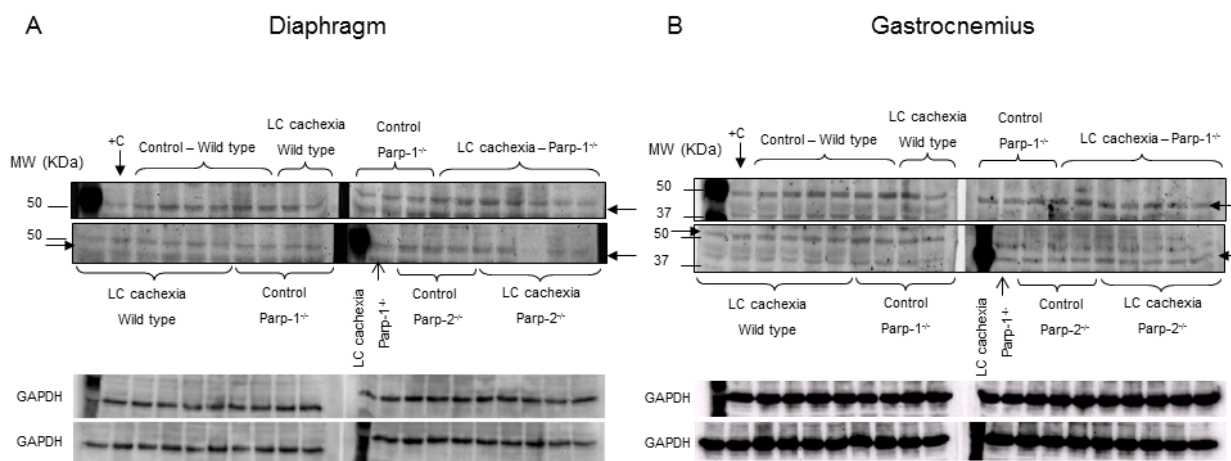 A Diaphragm
MW (KDa)
+C
Control – Wild type
LC cachexia
Wild type
Control
Parp-1-/-
LC cachexia – Parp-1-/-
50
50
LC cachexia
Wild type
Control
Parp-1-/-
LC cachexia
Parp-1-/-
Control
Parp-2-/-
LC cachexia
Parp-2-/-
GAPDH
GAPDH
B Gastrocnemius
MW (KDa)
+C
Control – Wild type
LC cachexia
Wild type
Control
Parp-1-/-
LC cachexia – Parp-1-/-
50
37
50
37
LC cachexia
Wild type
Control
Parp-1-/-
LC cachexia
Parp-1-/-
Control
Parp-2-/-
LC cachexia
Parp-2-/-
GAPDH
GAPDH